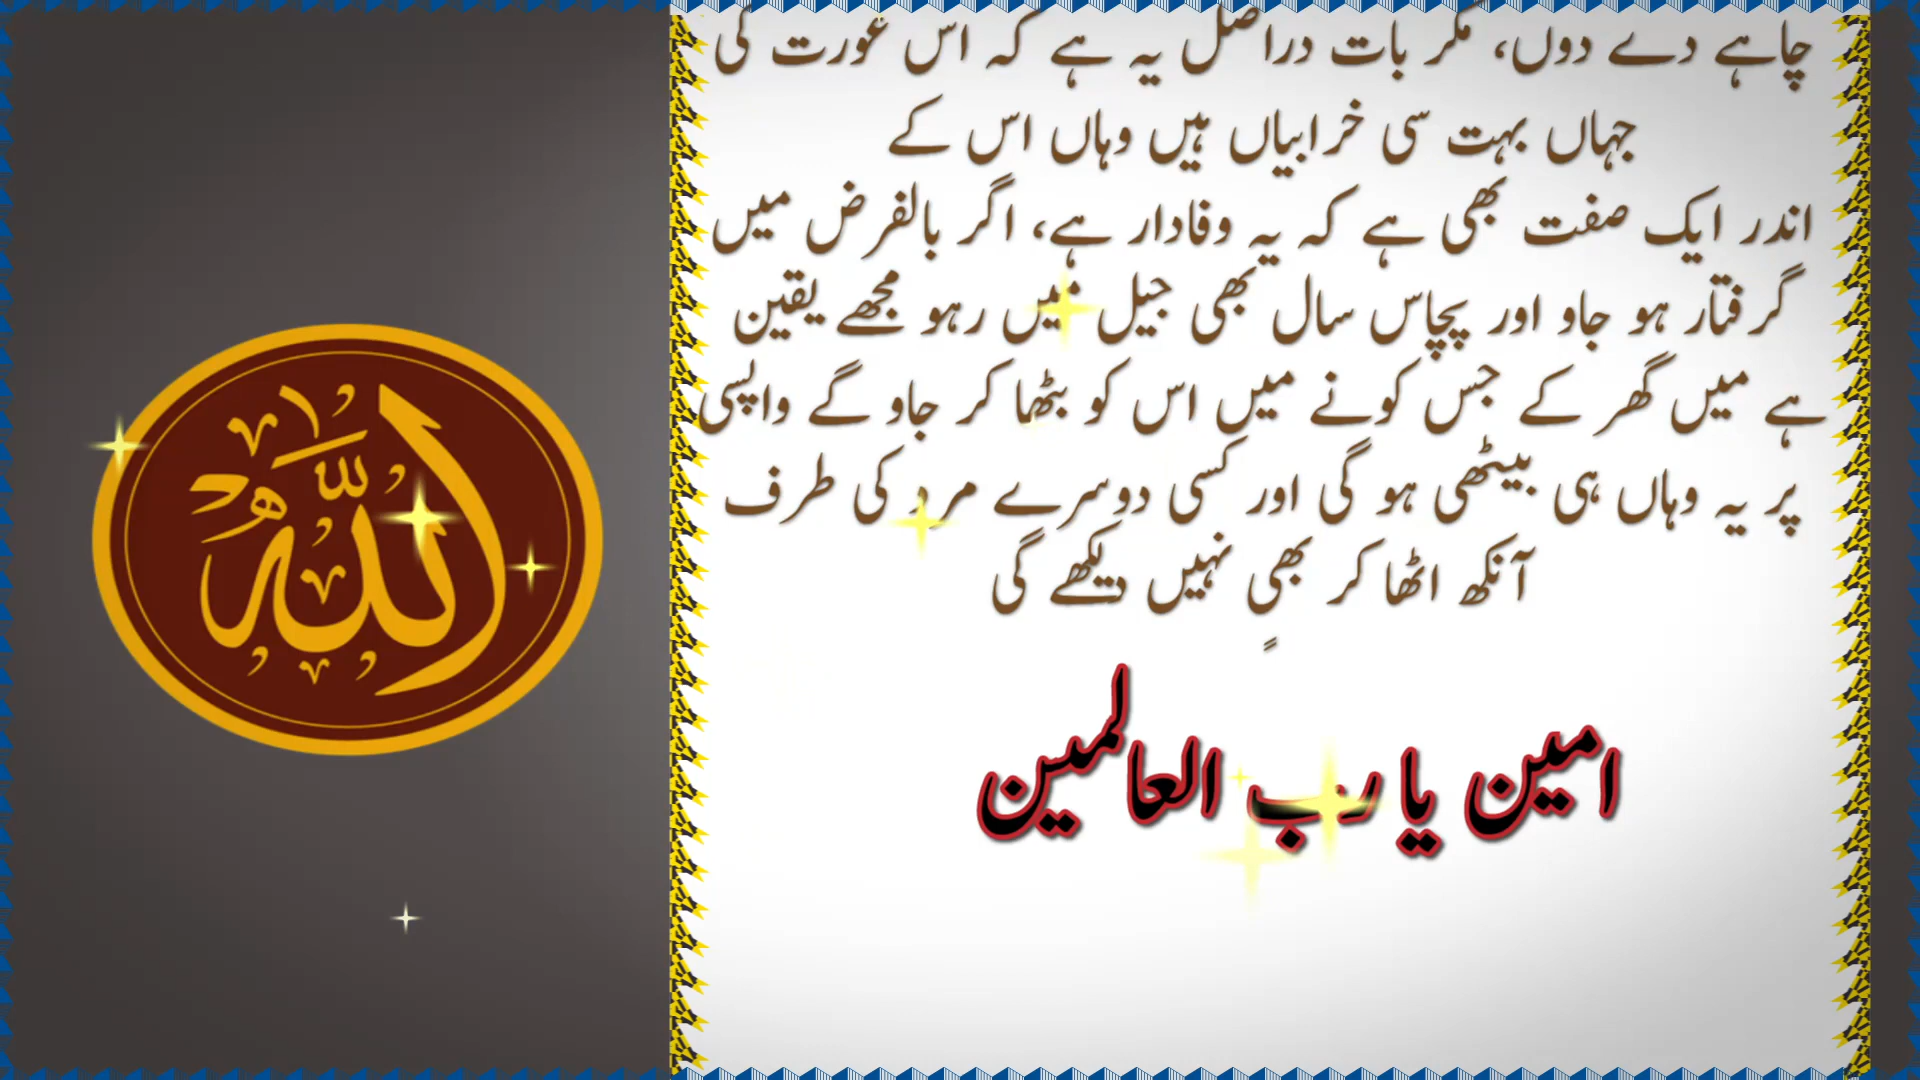 چاہے دے دوں، مگر بات دراصل یہ ہے کہ اس عورت کی
جہاں بہت سی خرابیاں ہیں وہاں اس کے
اندر ایک صفت بھی ہے کہ یہ وفادار ہے، اگر بالفرض میں
گرفتار ہو جاو اور پچاس سال بھی جیل میں رہو مجھے یقین
ہے میں گھر کے جس کونے میں اس کو بٹھا کر جاو گے واپسی
پر یہ وہاں ہی بیٹھی ہو گی اور کسی دوسرے مرد کی طرف
آنکھ اٹھا کر بھی نہیں دیکھے گی
امین یا رب العالمین
اللہ